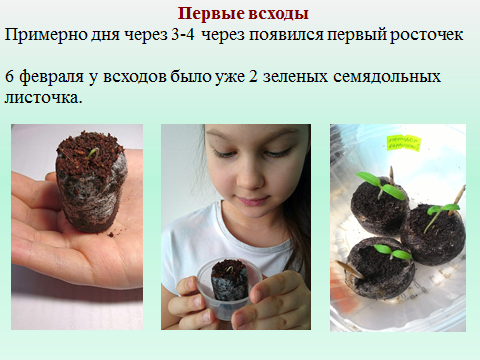 Первые всходы
Примерно дня через 3-4 через появился первый росточек
6 февраля у всходов было уже 2 зеленых семядольных
листочка.